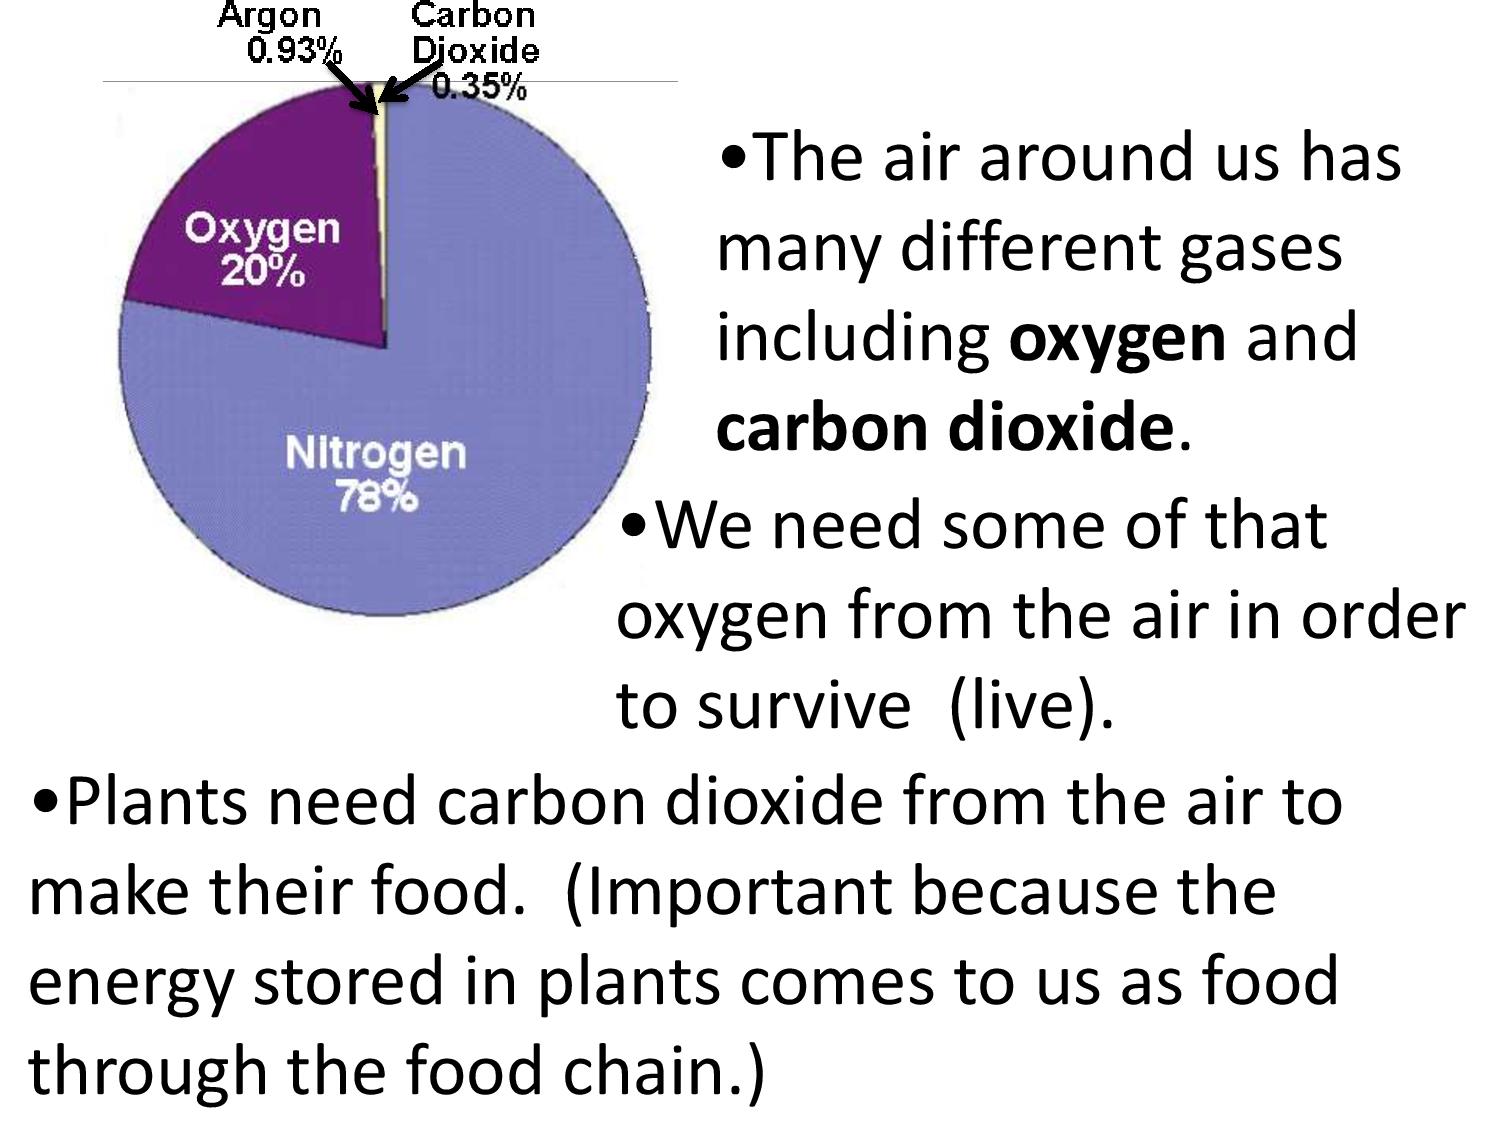 Argon
0.93%
Carbon
Dioxide
0.35%
Oxygen
20%
Nitrogen
78%
•The air around us has
many different gases
including oxygen and
carbon dioxide.
•We need some of that
oxygen from the air in order
to survive  (live).
•Plants need carbon dioxide from the air to
make their food.  (Important because the
energy stored in plants comes to us as food
through the food chain.)